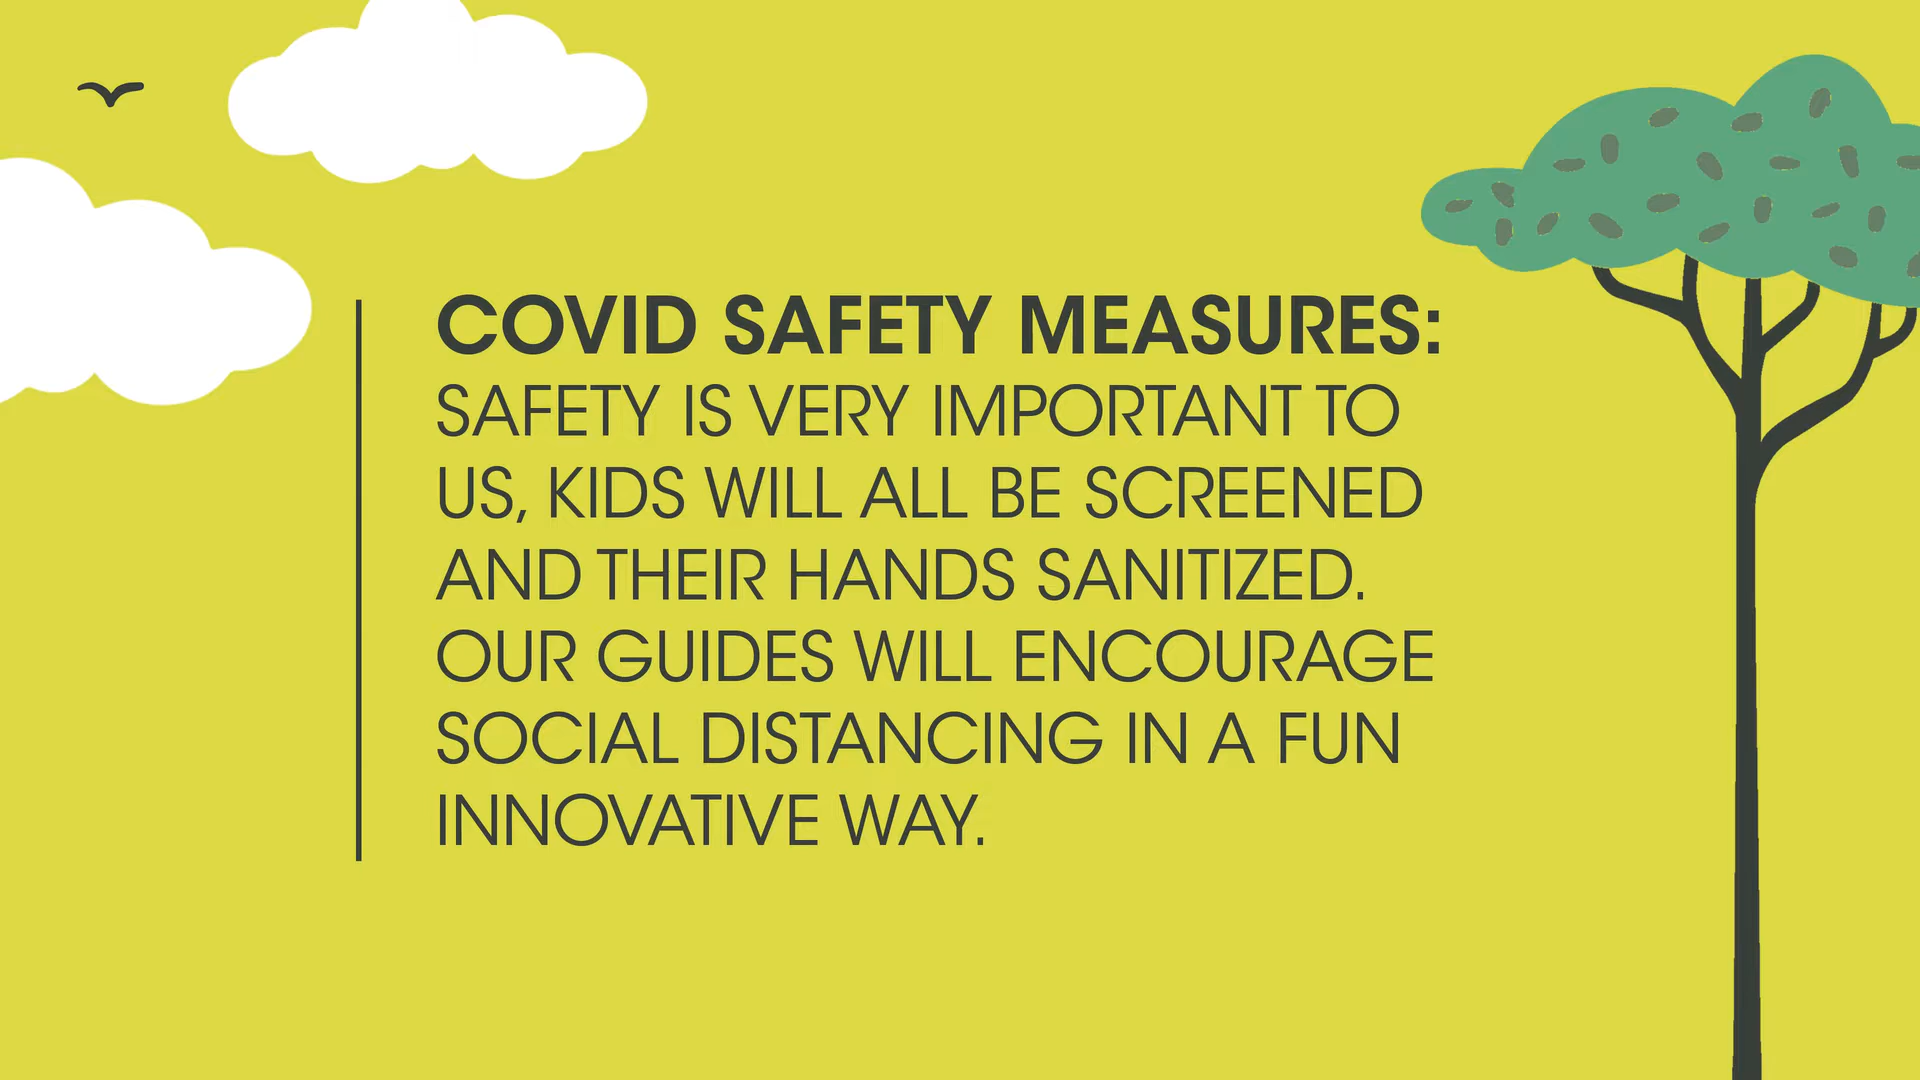 COVID SAFETY MEASURES:
SAFETY IS VERY IMPORTANT TO
US, KIDS WILL ALL BE SCREENED
AND THEIR HANDS SANITIZED.
OUR GUIDES WILL ENCOURAGE
SOCIAL DISTANCING IN A FUN
INNOVATIVE WAY.